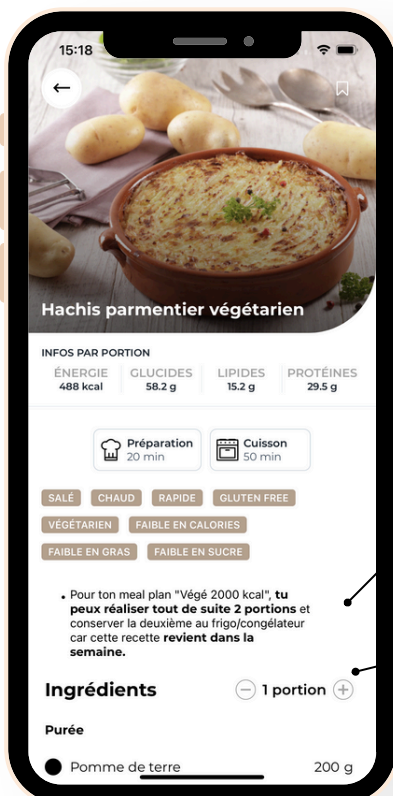 15:18
Hachis parmentier végétarien
INFOS PAR PORTION
ÉNERGIE GLUCIDES LIPIDES PROTÉINES
488 kcal 58.2 g 15.2 g 29.5 g
Préparation Cuisson
20 min 50 min
SALÉ CHAUD RAPIDE GLUTEN FREE
VÉGÉTARIEN FAIBLE EN CALORIES
FAIBLE EN GRAS FAIBLE EN SUCRE
• Pour ton meal plan "Végé 2000 kcal", tu
peux réaliser tout de suite 2 portions et
conserver la deuxième au frigo/congélateur
car cette recette revient dans la
semaine.
Ingrédients 1 portion
Purée
Pomme de terre 200 g